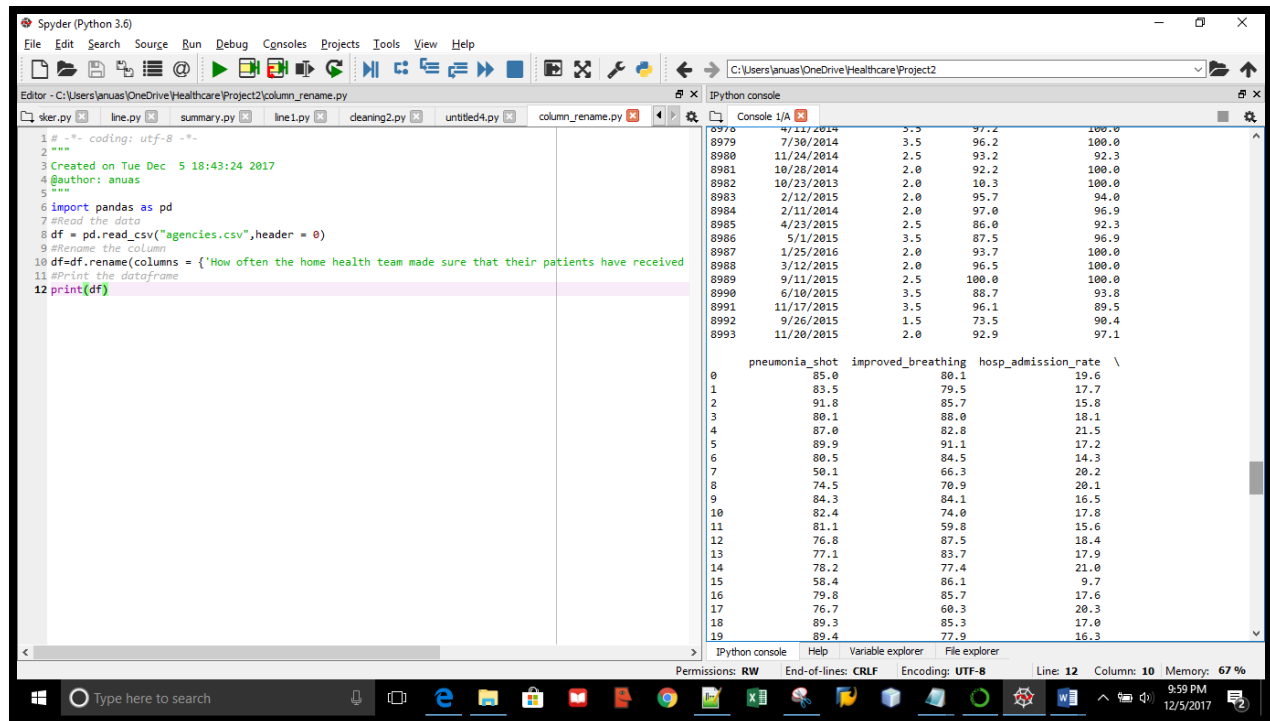 Spyder (Python 3.6)
File Edit Search Source Run Debug Consoles Projects Tools View Help
C:\Users\anuas\OneDrive\Healthcare\Project2
Editor - C:\Users\anuas\OneDrive\Healthcare\Project2\column_rename.py
sker.py line.py summary.py line1.py cleaning2.py untitled4.py column_rename.py
1 # -*- coding: utf-8 -*-
2 """
3 Created on Tue Dec  5 18:43:24 2017
4 @author: anuas
5 """
6 import pandas as pd
7 #Read the data
8 df = pd.read_csv("agencies.csv",header = 0)
9 #Rename the column
10 df=df.rename(columns = {'How often the home health team made sure that their patients have received
11 #Print the dataframe
12 print(df)
IPython console
Console 1/A
8978 4/11/2014 3.5 97.2 100.0
8979 7/30/2014 3.5 96.2 100.0
8980 11/24/2014 2.5 93.2 92.3
8981 10/28/2014 2.0 92.2 100.0
8982 10/23/2013 2.0 10.3 100.0
8983 2/12/2015 2.0 95.7 94.0
8984 2/11/2014 2.0 97.0 96.9
8985 4/23/2015 2.5 86.0 92.3
8986 5/1/2015 3.5 87.5 96.9
8987 1/25/2016 2.0 93.7 100.0
8988 3/12/2015 2.0 96.5 100.0
8989 9/11/2015 2.5 100.0 100.0
8990 6/10/2015 3.5 88.7 93.8
8991 11/17/2015 3.5 96.1 89.5
8992 9/26/2015 1.5 73.5 90.4
8993 11/20/2015 2.0 92.9 97.1
pneumonia_shot improved_breathing hosp_admission_rate \
0 85.0 80.1 19.6
1 83.5 79.5 17.7
2 91.8 85.7 15.8
3 80.1 88.0 18.1
4 87.0 82.8 21.5
5 89.9 91.1 17.2
6 80.5 84.5 14.3
7 50.1 66.3 20.2
8 74.5 70.9 20.1
9 84.3 84.1 16.5
10 82.4 74.0 17.8
11 81.1 59.8 15.6
12 76.8 87.5 18.4
13 77.1 83.7 17.9
14 78.2 77.4 21.0
15 58.4 86.1 9.7
16 79.8 85.7 17.6
17 76.7 60.3 20.3
18 89.3 85.3 17.0
19 89.4 77.9 16.3
IPython console Help Variable explorer File explorer
Permissions: RW End-of-lines: CRLF Encoding: UTF-8 Line: 12 Column: 10 Memory: 67 %
Type here to search
9:59 PM
12/5/2017